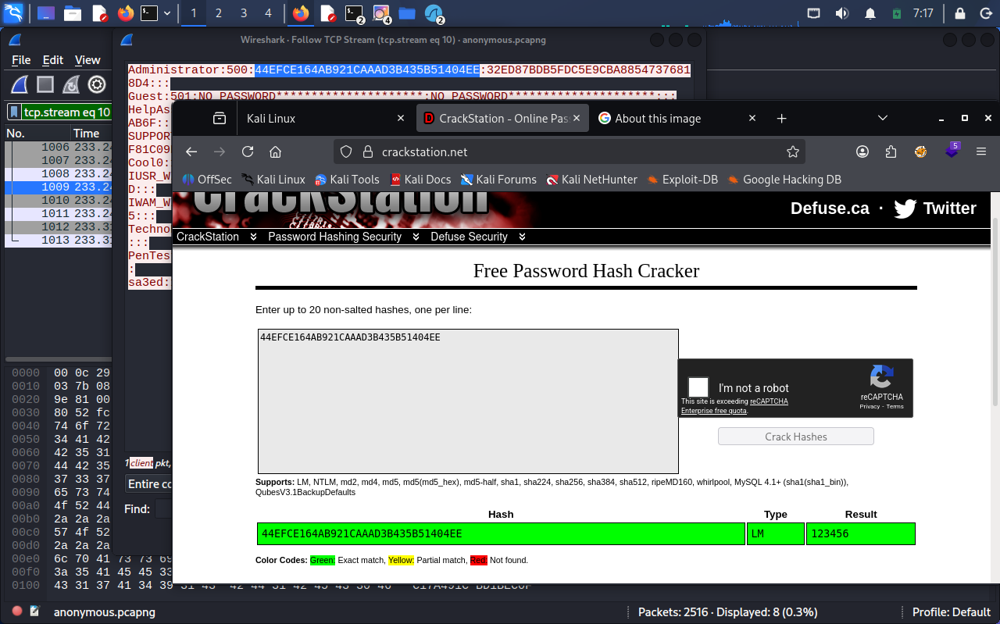 1
2
3
4
2
4
2
7:17
Wireshark · Follow TCP Stream (tcp.stream eq 10) · anonymous.pcapng
File Edit View
tcp.stream eq 10
No. Time
1006 233.24
1007 233.24
1008 233.24
1009 233.24
1010 233.24
1011 233.24
1012 233.31
1013 233.31
Administrator:500:44EFCE164AB921CAAAD3B435B51404EE:32ED87BDB5FDC5E9CBA8854737681
8D4:::
Guest:501:NO PASSWORD*********************:NO PASSWORD*********************:::
HelpAs
AB6F::
SUPPOR
F81C09
Cool0:
IUSR_W
D:::
IWAM_W
5:::
Techno
:::
PenTes
:
sa3ed:
Kali Linux
CrackStation - Online Pas
About this image
crackstation.net
5
OffSec Kali Linux Kali Tools Kali Docs Kali Forums Kali NetHunter Exploit-DB Google Hacking DB
CrackStation
Defuse.ca · Twitter
CrackStation Password Hashing Security Defuse Security
Free Password Hash Cracker
Enter up to 20 non-salted hashes, one per line:
44EFCE164AB921CAAAD3B435B51404EE
I'm not a robot
This site is exceeding reCAPTCHA
Enterprise free quota.
reCAPTCHA
Privacy - Terms
Crack Hashes
Supports: LM, NTLM, md2, md4, md5, md5(md5_hex), md5-half, sha1, sha224, sha256, sha384, sha512, ripeMD160, whirlpool, MySQL 4.1+ (sha1(sha1_bin)),
QubesV3.1BackupDefaults
Hash Type Result
44EFCE164AB921CAAAD3B435B51404EE LM 123456
Color Codes: Green: Exact match, Yellow: Partial match, Red: Not found.
0000 00 0c 29
0010 03 7b 08
0020 9e 81 00
0030 80 52 fc
0040 74 6f 72
0050 34 41 42
0060 42 35 31
0070 44 42 35
0080 37 33 37
0090 65 73 74
00a0 4f 52 44
00b0 2a 2a 2a
00c0 57 4f 52
00d0 2a 2a 2a
00e0 6c 70 41 73 73 69
00f0 3a 35 41 45 45 33
0100 43 31 37 41 34 39 31 43 42 44 31 42 45 43 30 46 C17A491C BD1BEC0F
1 client pkt,
Entire co
Find:
anonymous.pcapng
Packets: 2516 · Displayed: 8 (0.3%)
Profile: Default